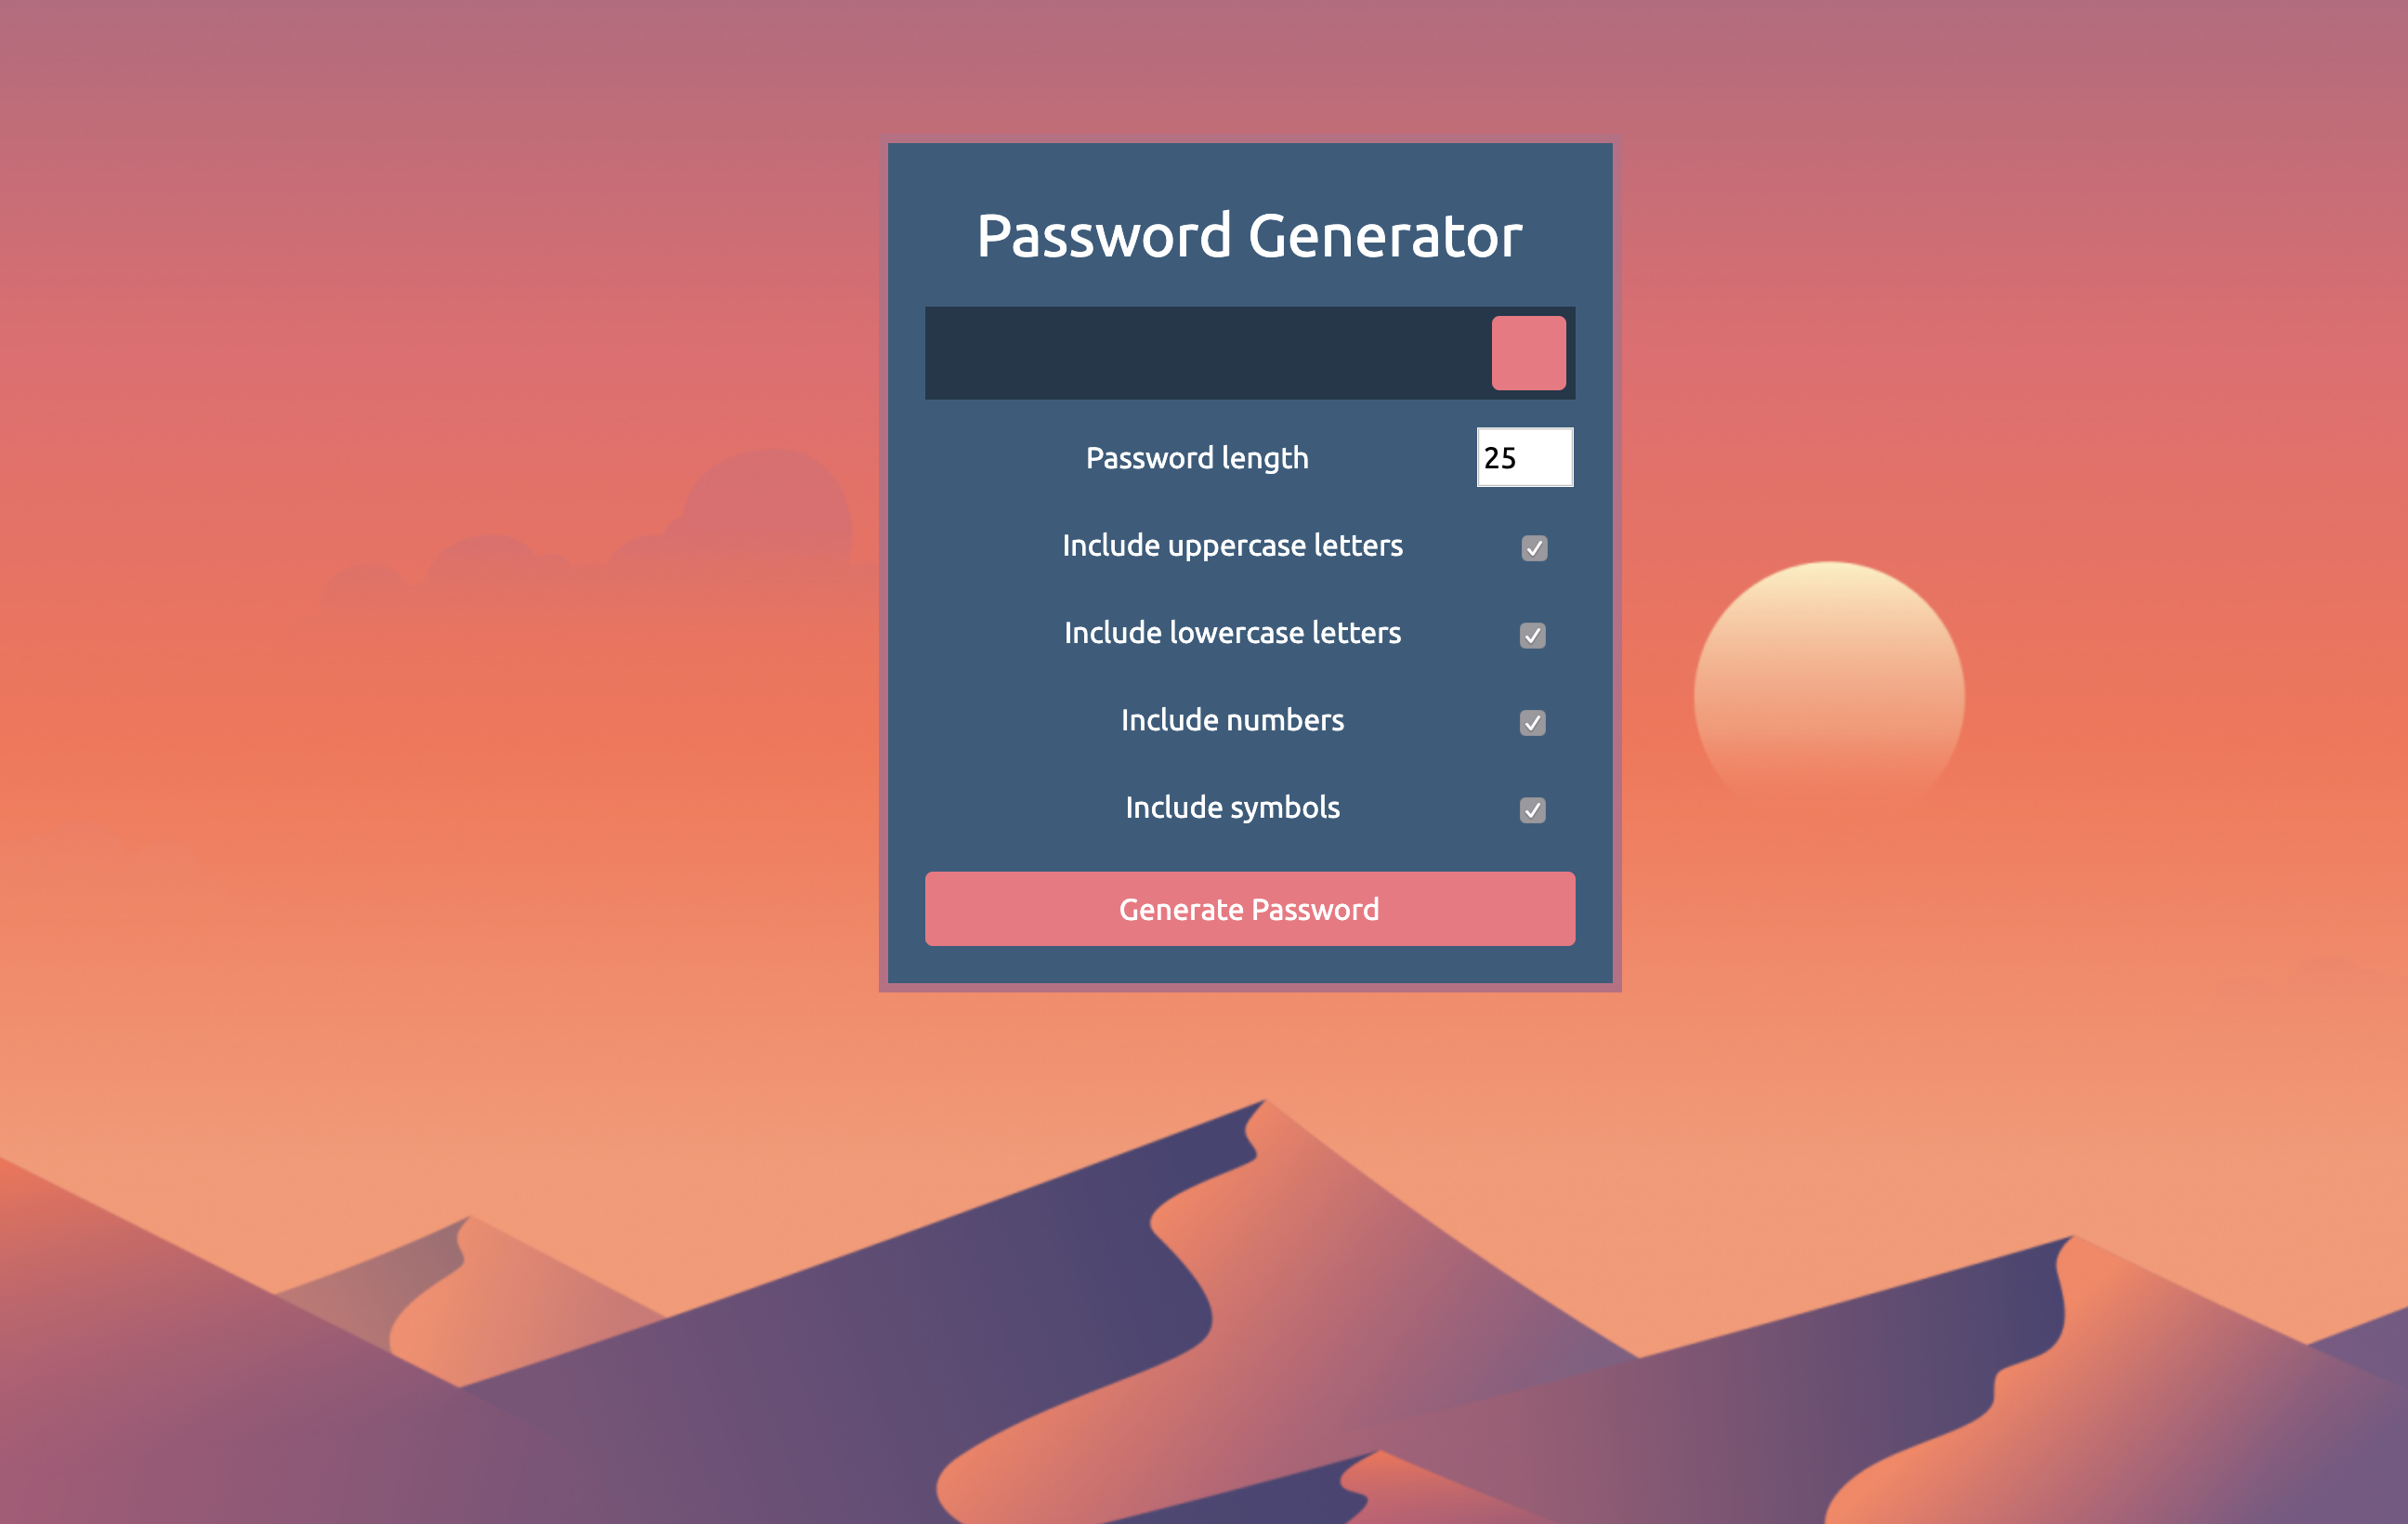 Password Generator
Password length 25
Include uppercase letters
Include lowercase letters
Include numbers
Include symbols
Generate Password